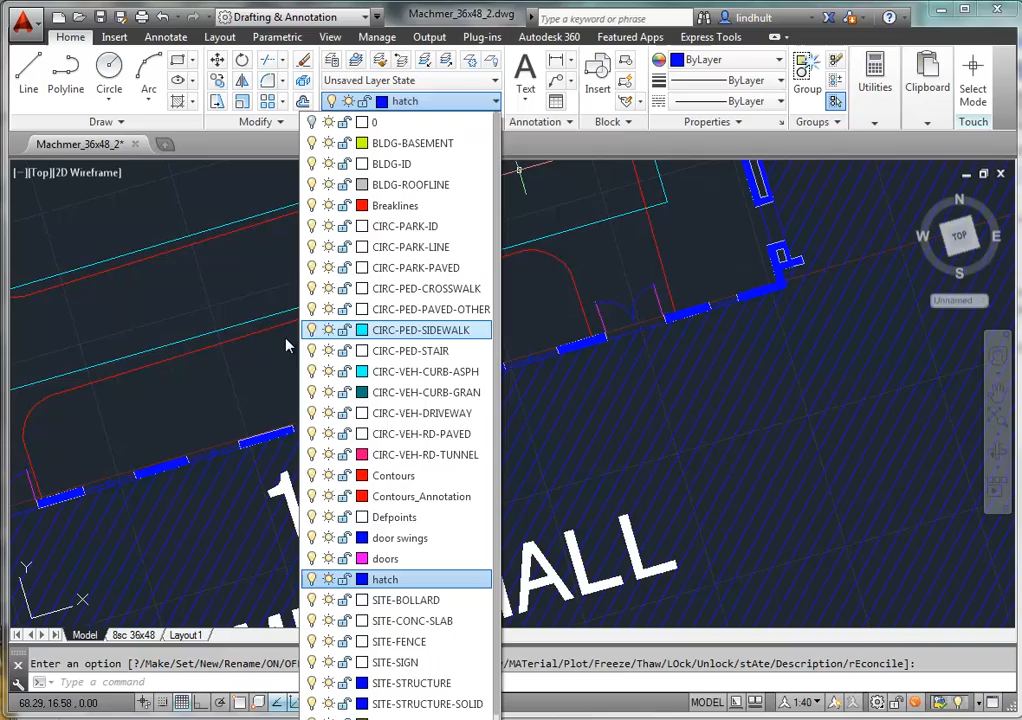 Drafting & Annotation
Machmer_36x48_2.dwg
Type a keyword or phrase
lindhult
Home Insert Annotate Layout Parametric View Manage Output Plug-ins Autodesk 360 Featured Apps Express Tools
Unsaved Layer State
ByLayer
hatch
ByLayer
ByLayer
Line Polyline Circle Arc
Text
Insert
Group
Utilities
Clipboard
Select
Mode
Draw Modify Annotation Block Properties Groups Touch
Machmer_36x48_2*
[−][Top][2D Wireframe]
0
BLDG-BASEMENT
BLDG-ID
BLDG-ROOFLINE
Breaklines
CIRC-PARK-ID
CIRC-PARK-LINE
CIRC-PARK-PAVED
CIRC-PED-CROSSWALK
CIRC-PED-PAVED-OTHER
CIRC-PED-SIDEWALK
CIRC-PED-STAIR
CIRC-VEH-CURB-ASPH
CIRC-VEH-CURB-GRAN
CIRC-VEH-DRIVEWAY
CIRC-VEH-RD-PAVED
CIRC-VEH-RD-TUNNEL
Contours
Contours_Annotation
Defpoints
door swings
doors
hatch
SITE-BOLLARD
SITE-CONC-SLAB
SITE-FENCE
SITE-SIGN
SITE-STRUCTURE
SITE-STRUCTURE-SOLID
N
W TOP E
S
Unnamed
ALL
Y
X
Model 8sc 36x48 Layout1
Enter an option [?/Make/Set/New/Rename/ON/OF
/MATerial/Plot/Freeze/Thaw/LOck/Unlock/stAte/Description/rEconcile]:
Type a command
68.29, 16.58 , 0.00
MODEL
1:40